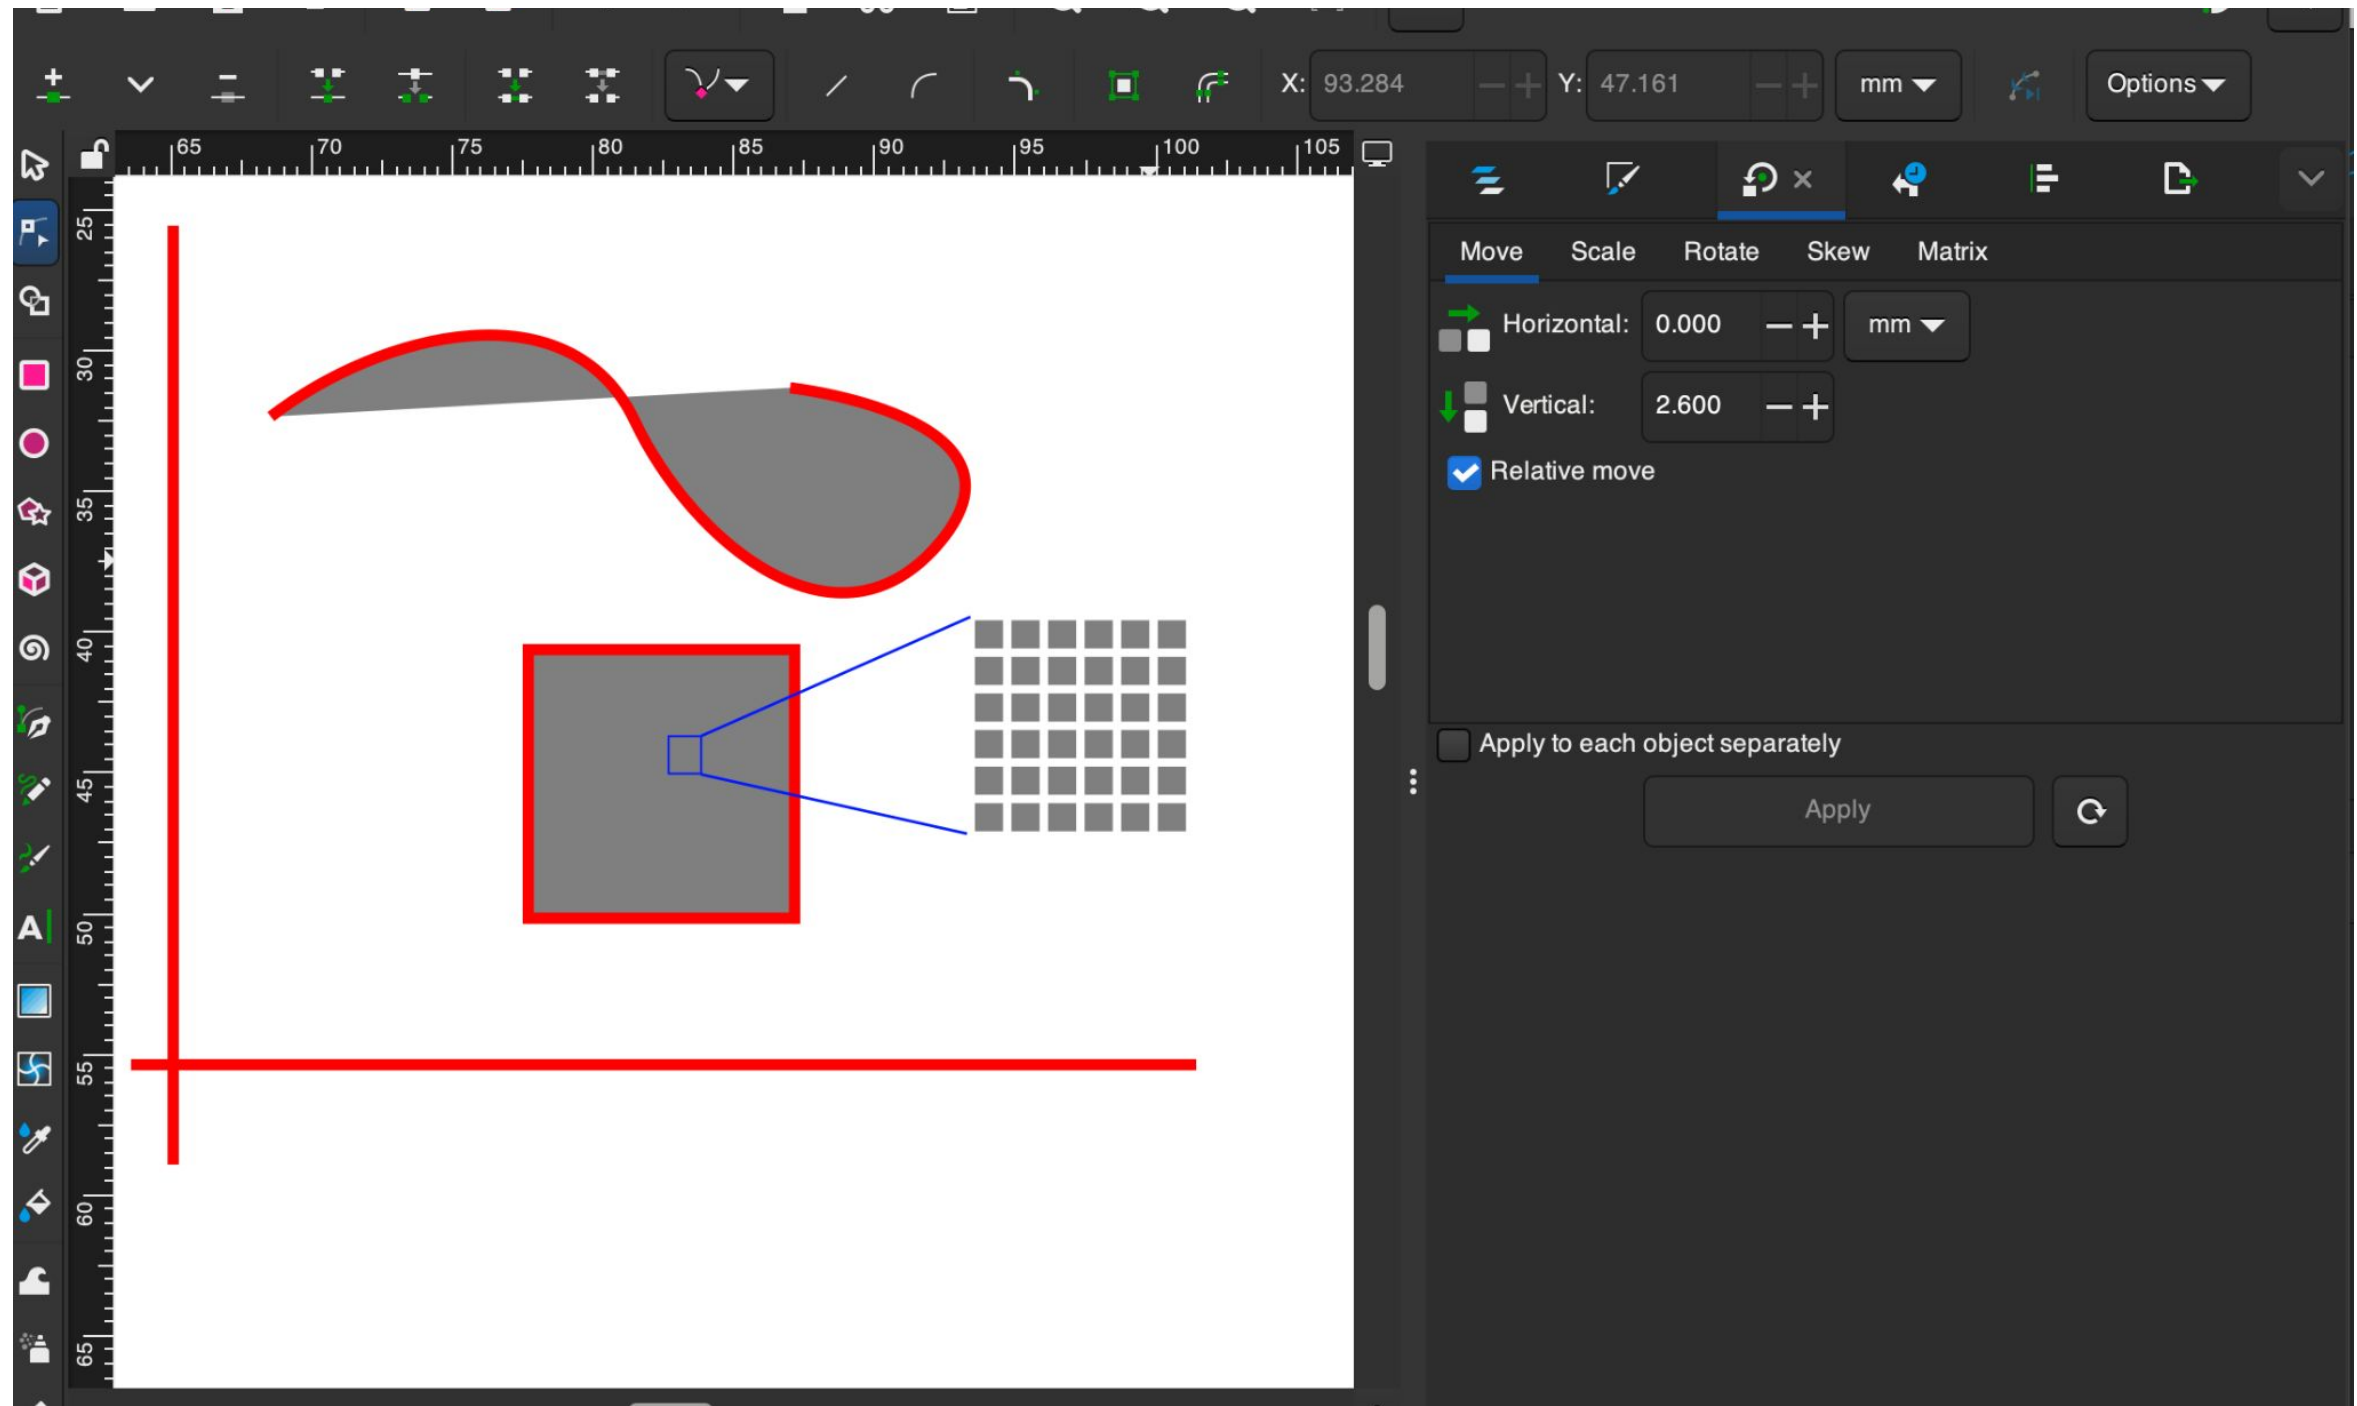 X: 93.284 Y: 47.161 mm Options
65 70 75 80 85 90 95 100 105
25
30
35
40
45
50
55
60
65
Move Scale Rotate Skew Matrix
Horizontal: 0.000 mm
Vertical: 2.600
Relative move
Apply to each object separately
Apply
A